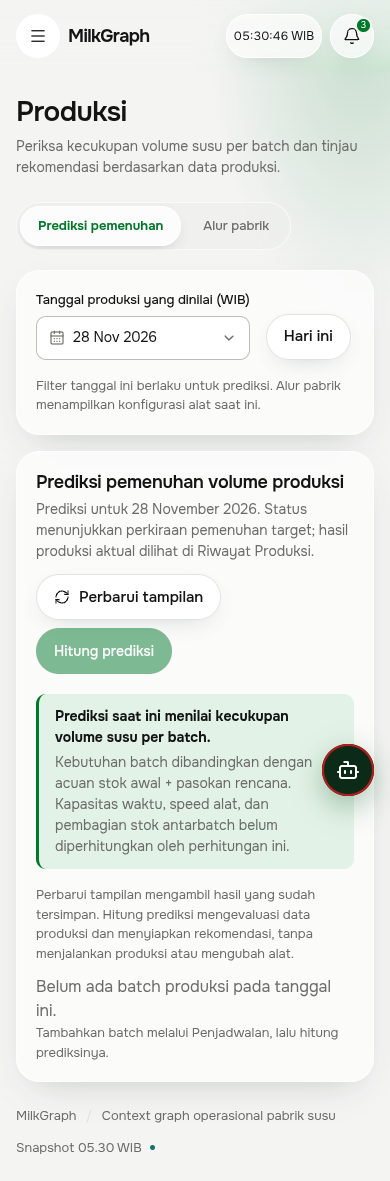 MilkGraph
05:30:46 WIB
3
Produksi
Periksa kecukupan volume susu per batch dan tinjau
rekomendasi berdasarkan data produksi.
Prediksi pemenuhan
Alur pabrik
Tanggal produksi yang dinilai (WIB)
28 Nov 2026
Hari ini
Filter tanggal ini berlaku untuk prediksi. Alur pabrik
menampilkan konfigurasi alat saat ini.
Prediksi pemenuhan volume produksi
Prediksi untuk 28 November 2026. Status
menunjukkan perkiraan pemenuhan target; hasil
produksi aktual dilihat di Riwayat Produksi.
Perbarui tampilan
Hitung prediksi
Prediksi saat ini menilai kecukupan
volume susu per batch.
Kebutuhan batch dibandingkan dengan
acuan stok awal + pasokan rencana.
Kapasitas waktu, speed alat, dan
pembagian stok antarbatch belum
diperhitungkan oleh perhitungan ini.
Perbarui tampilan mengambil hasil yang sudah
tersimpan. Hitung prediksi mengevaluasi data
produksi dan menyiapkan rekomendasi, tanpa
menjalankan produksi atau mengubah alat.
Belum ada batch produksi pada tanggal
ini.
Tambahkan batch melalui Penjadwalan, lalu hitung
prediksinya.
MilkGraph / Context graph operasional pabrik susu
Snapshot 05.30 WIB